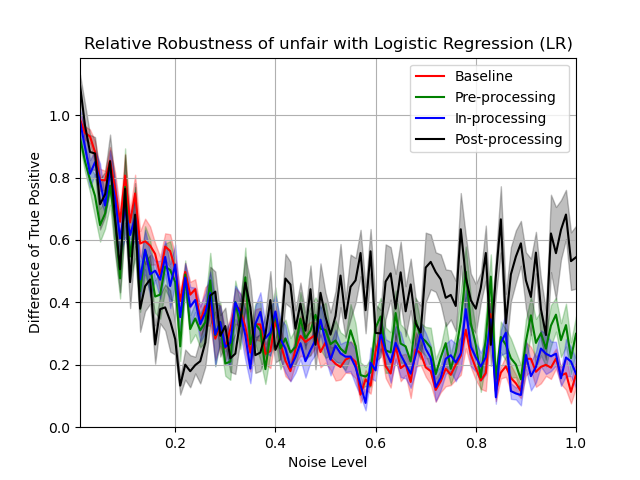 Relative Robustness of unfair with Logistic Regression (LR)
Baseline
Pre-processing
In-processing
Post-processing
Difference of True Positive
1.0
0.8
0.6
0.4
0.2
0.0
0.2
0.4
0.6
0.8
1.0
Noise Level